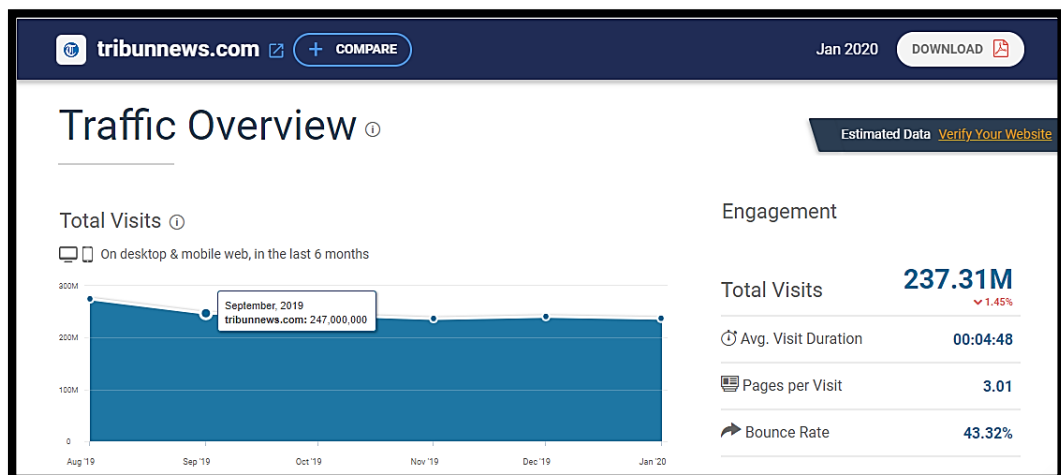 tribunnews.com + COMPARE Jan 2020 DOWNLOAD
Traffic Overview
Estimated Data Verify Your Website
Total Visits
On desktop & mobile web, in the last 6 months
300M
200M
100M
0
September, 2019
tribunnews.com: 247,000,000
Aug '19 Sep '19 Oct '19 Nov '19 Dec '19 Jan '20
Engagement
Total Visits 237.31M
1.45%
Avg. Visit Duration 00:04:48
Pages per Visit 3.01
Bounce Rate 43.32%